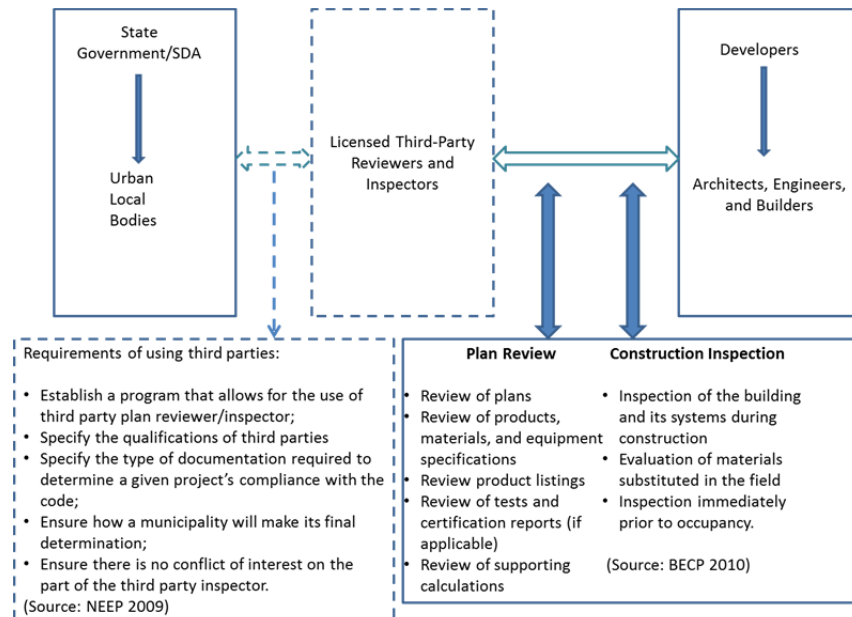 State
Government/SDA
Urban
Local
Bodies
Licensed Third-Party
Reviewers and
Inspectors
Developers
Architects, Engineers,
and Builders
Requirements of using third parties:
• Establish a program that allows for the use of
third party plan reviewer/inspector;
• Specify the qualifications of third parties
• Specify the type of documentation required to
determine a given project's compliance with the
code;
• Ensure how a municipality will make its final
determination;
• Ensure there is no conflict of interest on the
part of the third party inspector.
(Source: NEEP 2009)
Plan Review
• Review of plans
• Review of products,
materials, and equipment
specifications
• Review product listings
• Review of tests and
certification reports (if
applicable)
• Review of supporting
calculations
Construction Inspection
• Inspection of the building
and its systems during
construction
• Evaluation of materials
substituted in the field
• Inspection immediately
prior to occupancy.
(Source: BECP 2010)